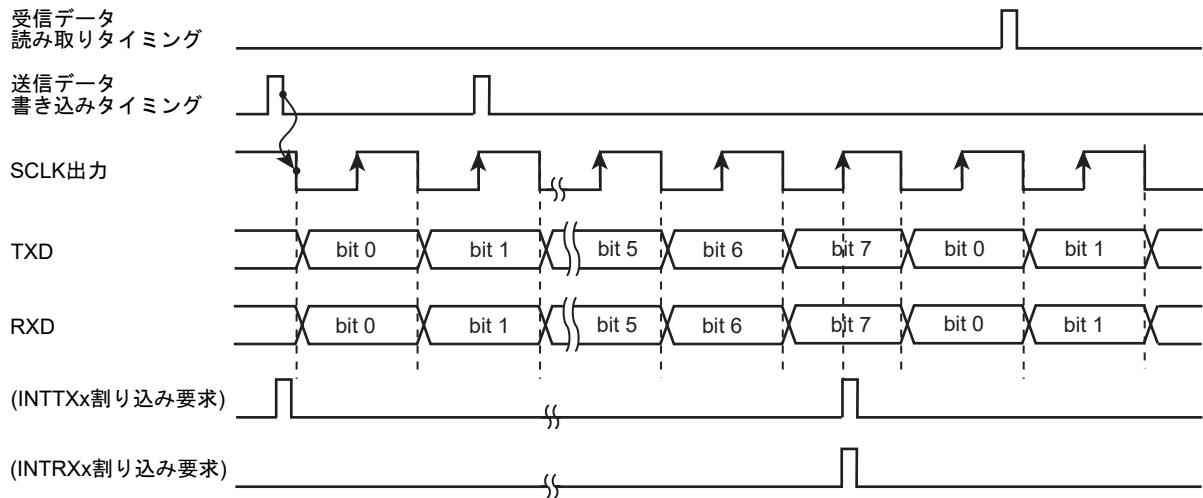 受信データ
読み取りタイミング
送信データ
書き込みタイミング
SCLK出力
TXD
bit 0 bit 1 bit 5 bit 6 bit 7 bit 0 bit 1
RXD
bit 0 bit 1 bit 5 bit 6 bit 7 bit 0 bit 1
(INTTXx割り込み要求)
(INTRXx割り込み要求)